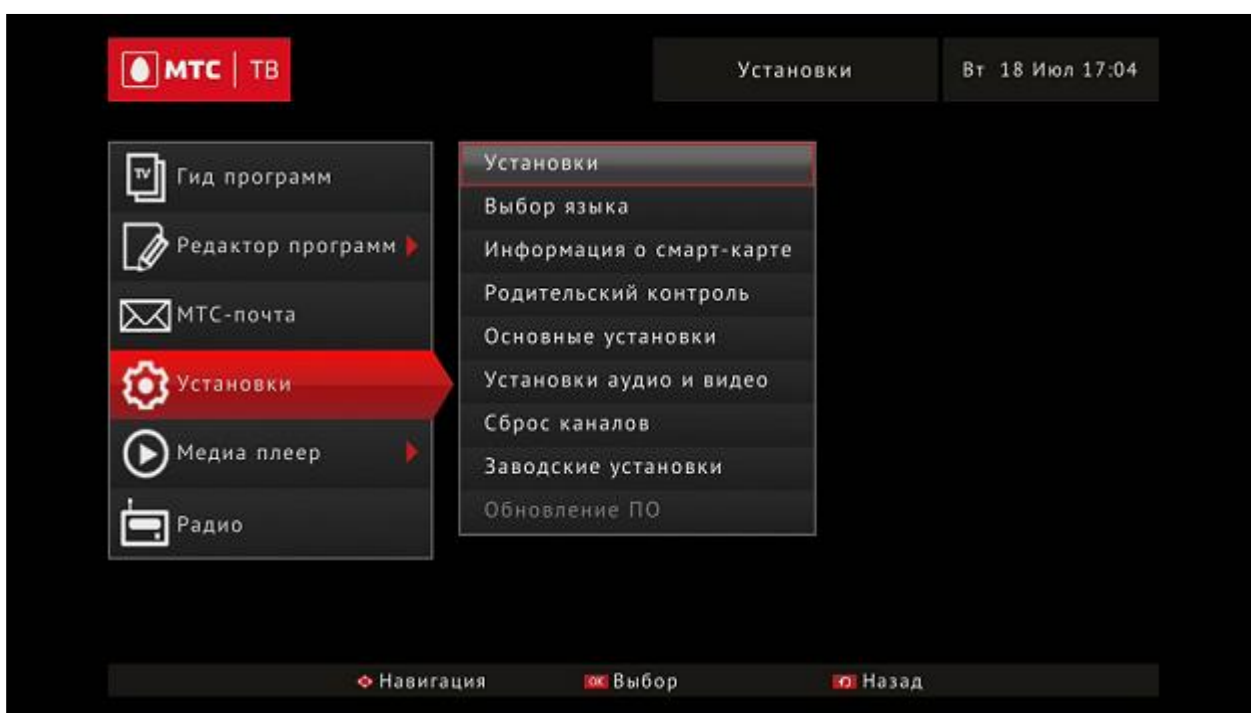 МТС | ТВ
Установки
Вт 18 Июл 17:04
TV
Гид программ
Редактор программ
МТС-почта
Установки
Медиа плеер
Радио
Установки
Выбор языка
Информация о смарт-карте
Родительский контроль
Основные установки
Установки аудио и видео
Сброс каналов
Заводские установки
Обновление ПО
Навигация
OK Выбор
Назад